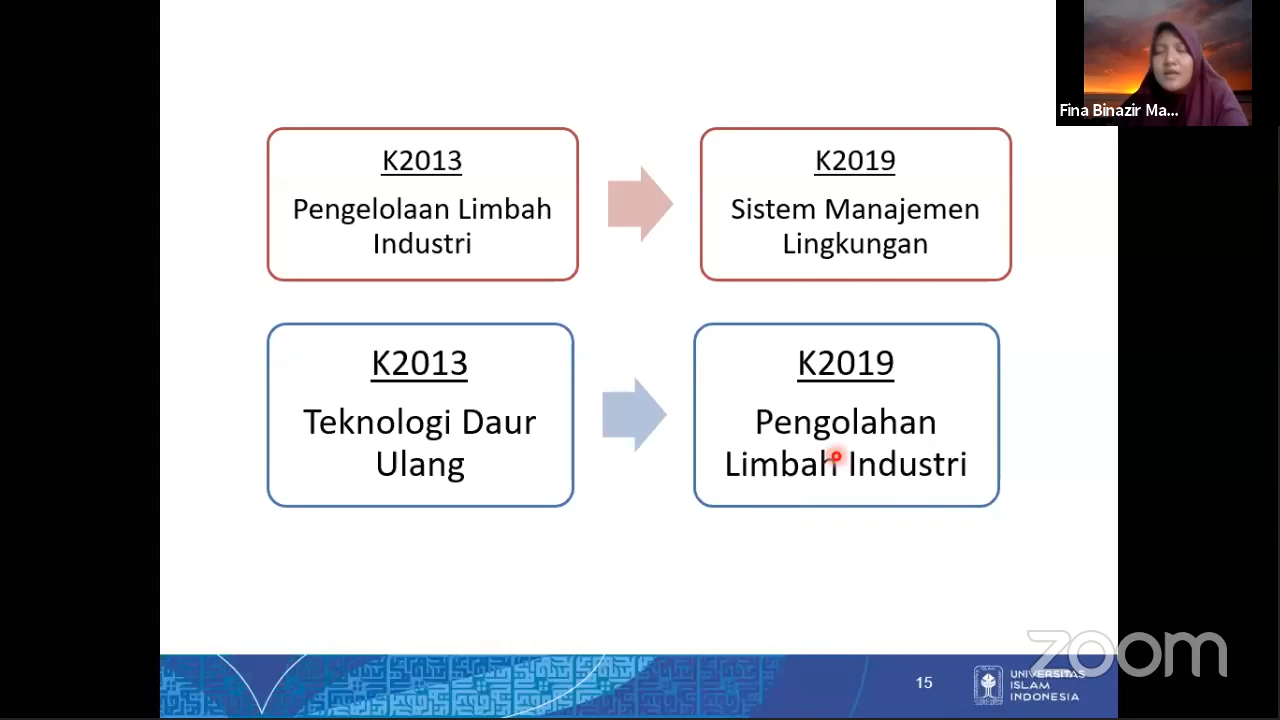 Fina Binazir Ma...
K2013
Pengelolaan Limbah
Industri
K2019
Sistem Manajemen
Lingkungan
K2013
Teknologi Daur
Ulang
K2019
Pengolahan
Limbah Industri
zoom
15
UNIVERSITAS
ISLAM
INDONESIA